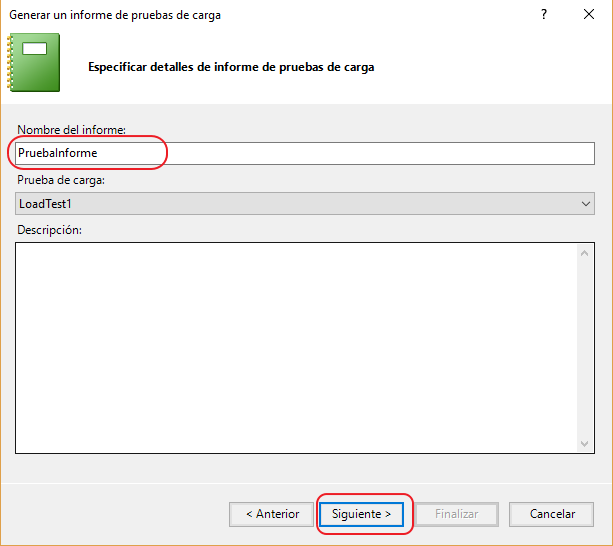 Generar un informe de pruebas de carga
?
Especificar detalles de informe de pruebas de carga
Nombre del informe:
PruebaInforme
Prueba de carga:
LoadTest1
Descripción:
< Anterior
Siguiente >
Finalizar
Cancelar